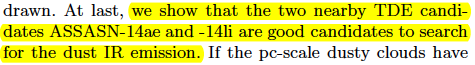 drawn. At last, we show that the two nearby TDE candi-
dates ASSASN-14ae and -14li are good candidates to search
for the dust IR emission. If the pc-scale dusty clouds have